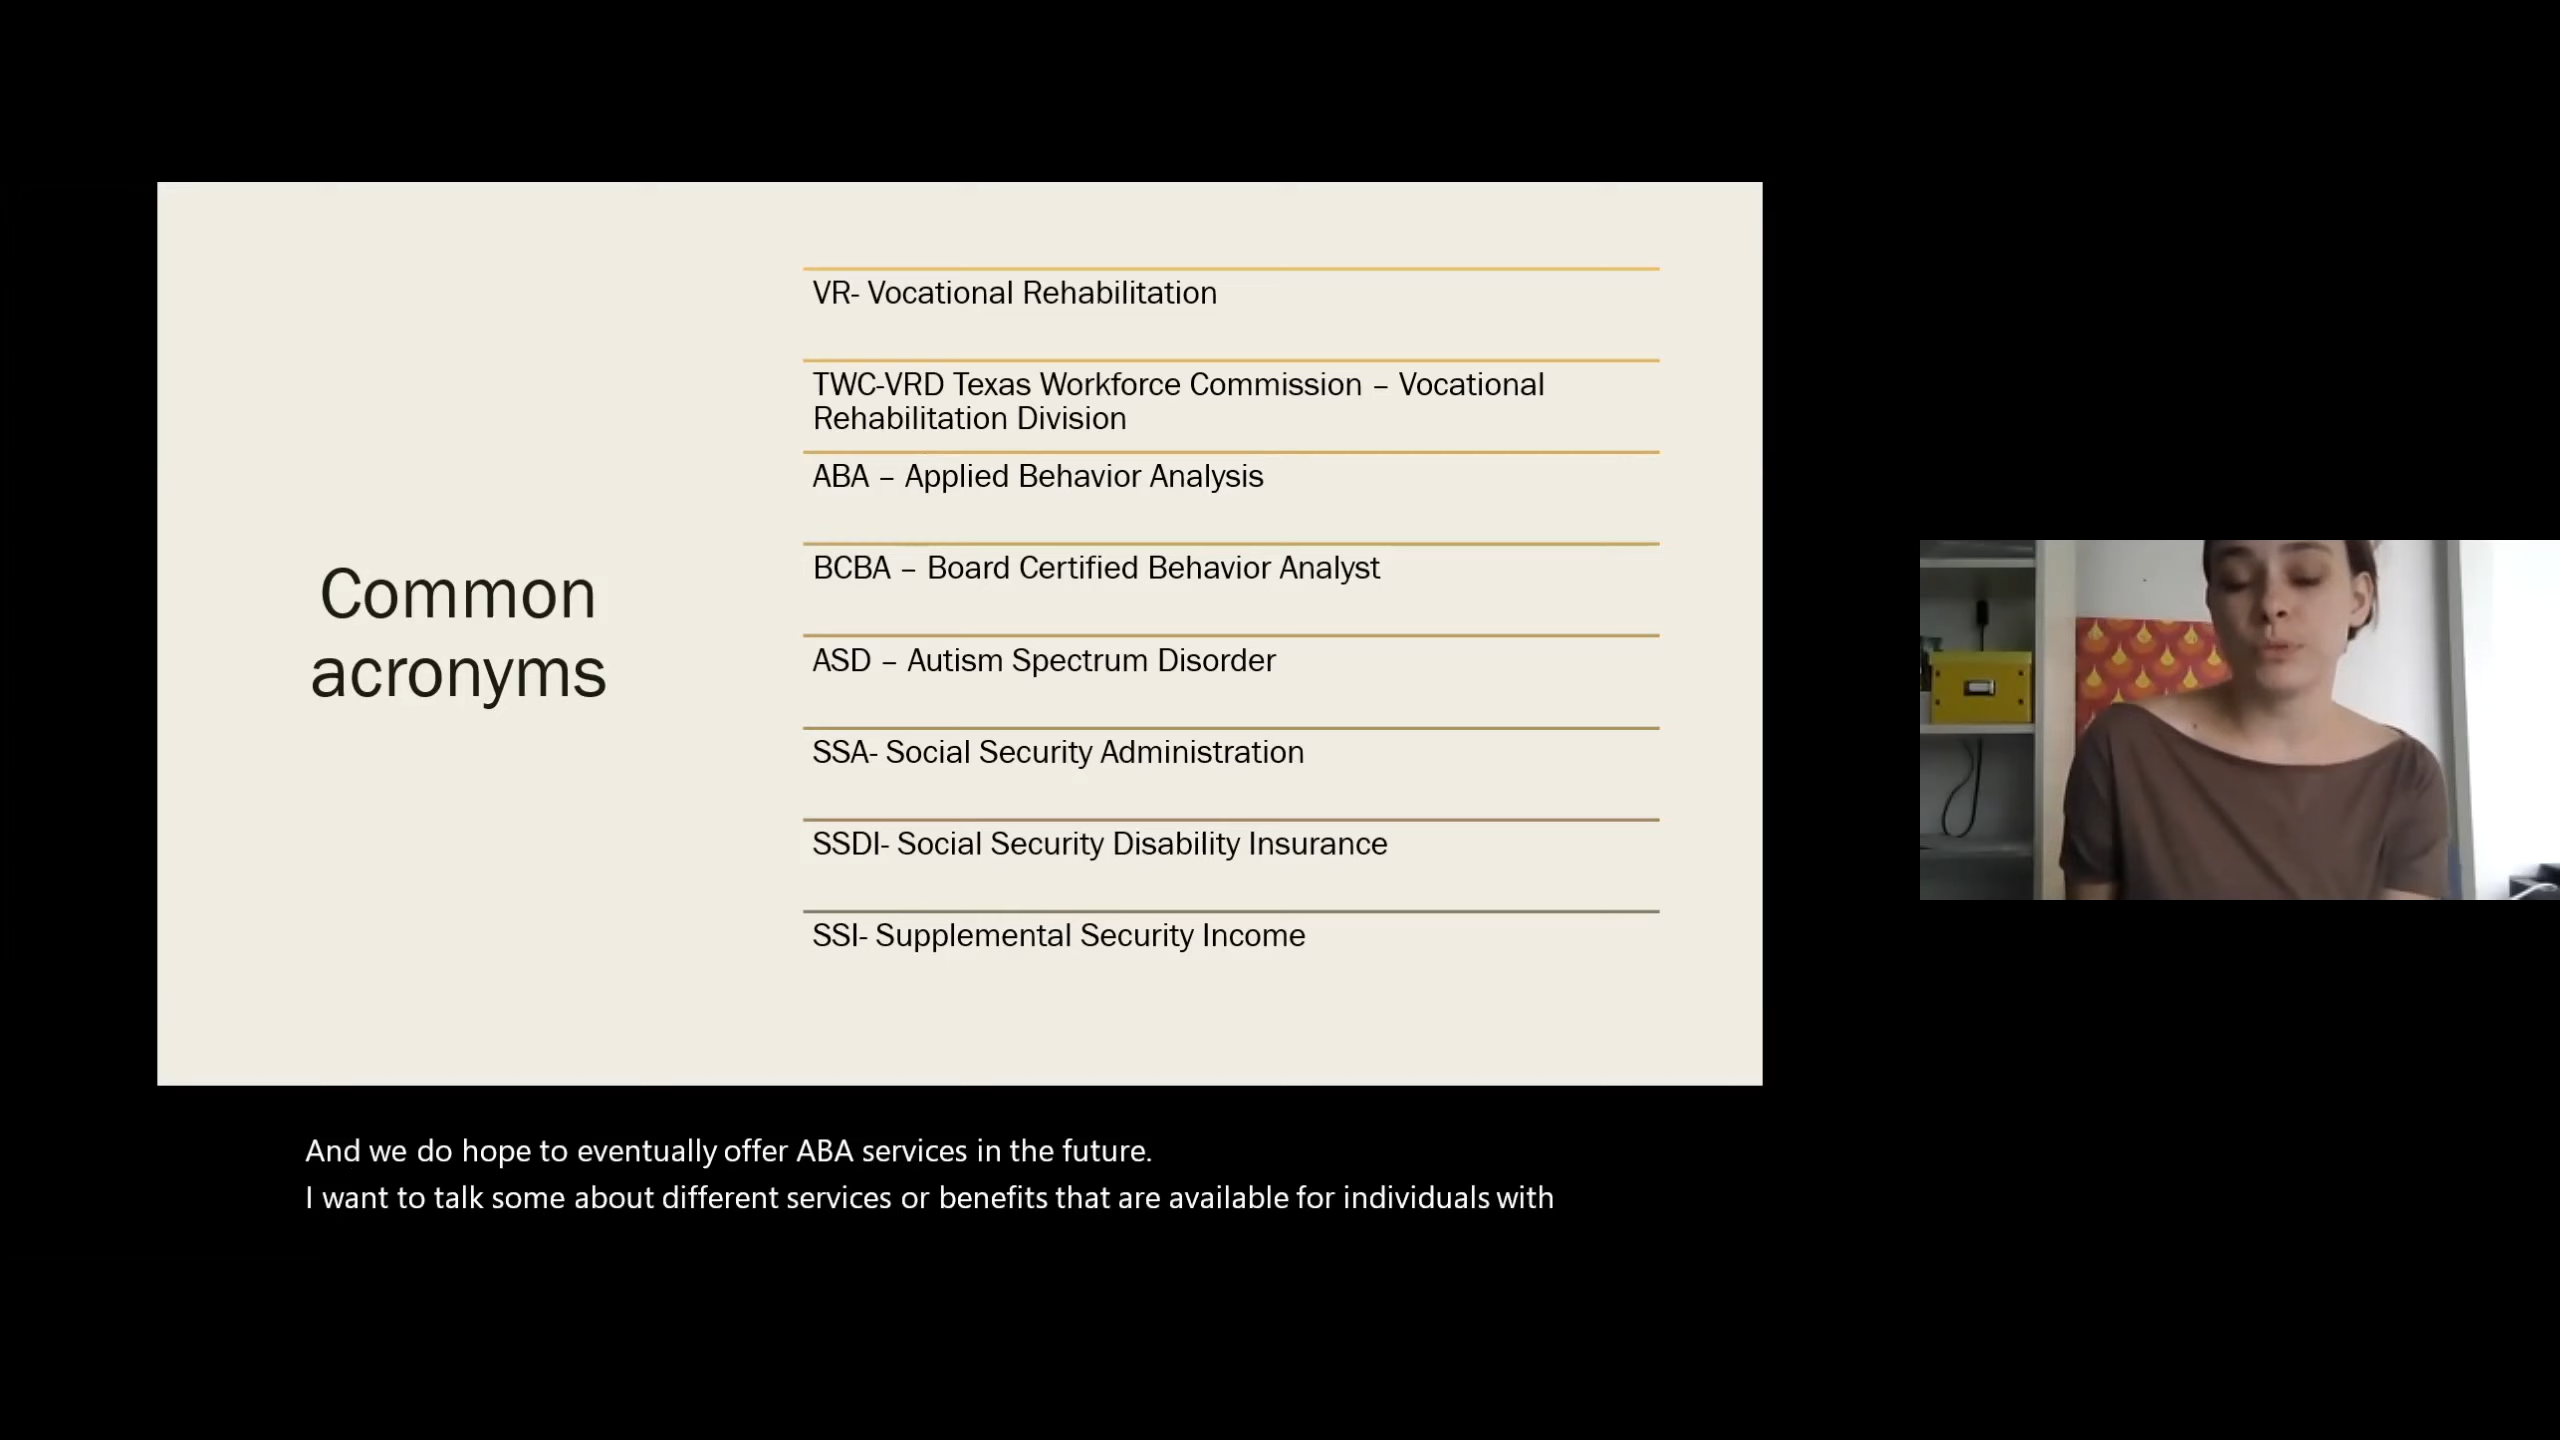 Common
acronyms
VR- Vocational Rehabilitation
TWC-VRD Texas Workforce Commission – Vocational
Rehabilitation Division
ABA – Applied Behavior Analysis
BCBA – Board Certified Behavior Analyst
ASD – Autism Spectrum Disorder
SSA- Social Security Administration
SSDI- Social Security Disability Insurance
SSI- Supplemental Security Income
And we do hope to eventually offer ABA services in the future.
I want to talk some about different services or benefits that are available for individuals with